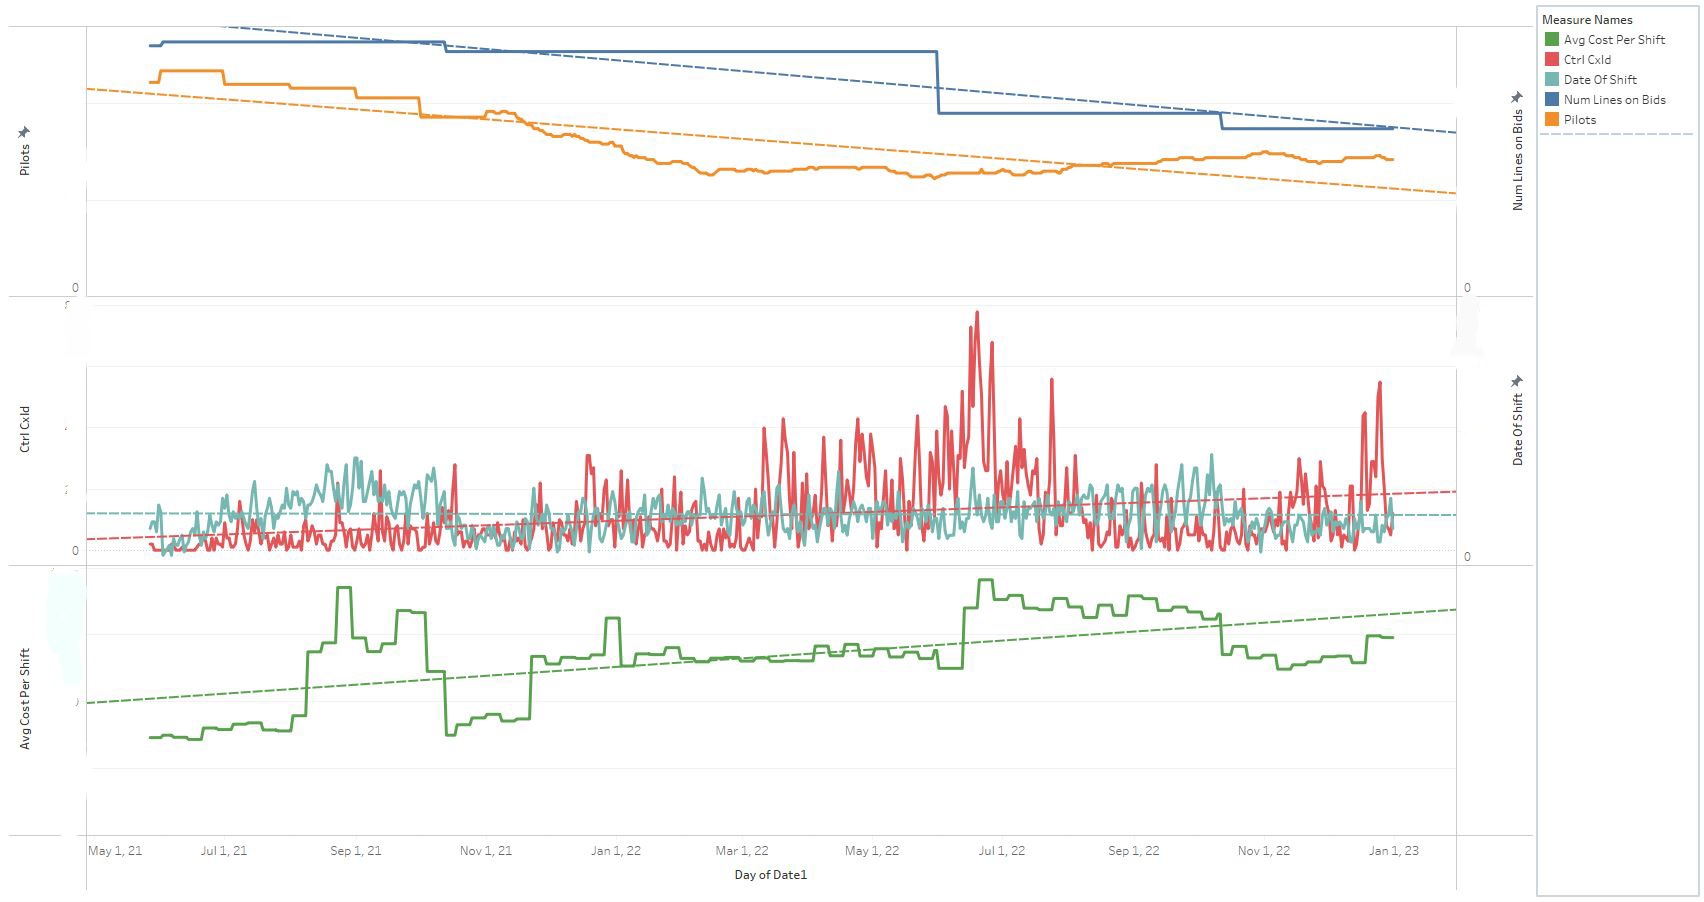 Measure Names
Avg Cost Per Shift
Ctrl Cxld
Date Of Shift
Num Lines on Bids
Pilots
Pilots
Num Lines on Bids
0
0
Ctrl Cxld
Date Of Shift
0
0
Avg Cost Per Shift
May 1, 21
Jul 1, 21
Sep 1, 21
Nov 1, 21
Jan 1, 22
Mar 1, 22
May 1, 22
Jul 1, 22
Sep 1, 22
Nov 1, 22
Jan 1, 23
Day of Date1